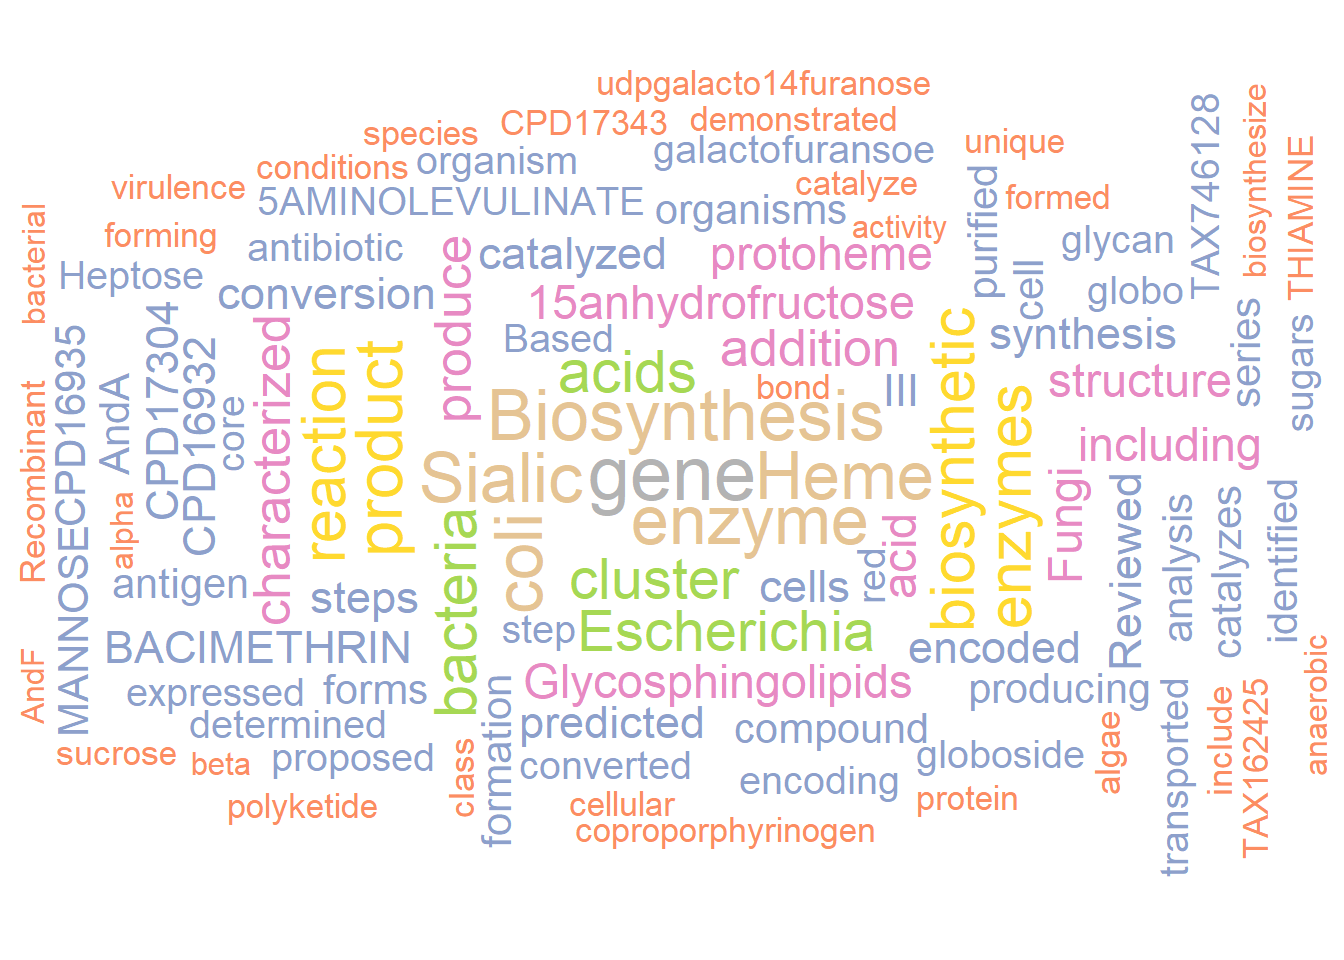 udpgalacto14furanose
CPD17343
demonstrated
species
unique
conditions
organism
galactofuransoe
catalyze
virulence
5AMINOLEVULINATE
organisms
activity
formed
purified
TAX746128
biosynthesize
THIAMINE
bacterial
forming
antibiotic
produce
catalyzed
protoheme
glycan
cell
Heptose
conversion
15anhydrofructose
globo
synthesis
series
sugars
Based
addition
MANNOSECPD16935
AndA
CPD17304
CPD16932
core
characterized
reaction
product
acids
bond
III
biosynthetic
enzymes
structure
Recombinant
alpha
Biosynthesis
including
Sialic
gene
Heme
enzyme
coli
bacteria
Fungi
Reviewed
analysis
catalyzes
identified
antigen
steps
cluster
cells
red
acid
step
Escherichia
encoded
BACIMETHRIN
AndF
expressed
forms
Glycosphingolipids
producing
determined
formation
predicted
compound
transported
include
TAX162425
anaerobic
sucrose
beta
proposed
class
converted
encoding
globoside
algae
polyketide
cellular
protein
coproporphyrinogen